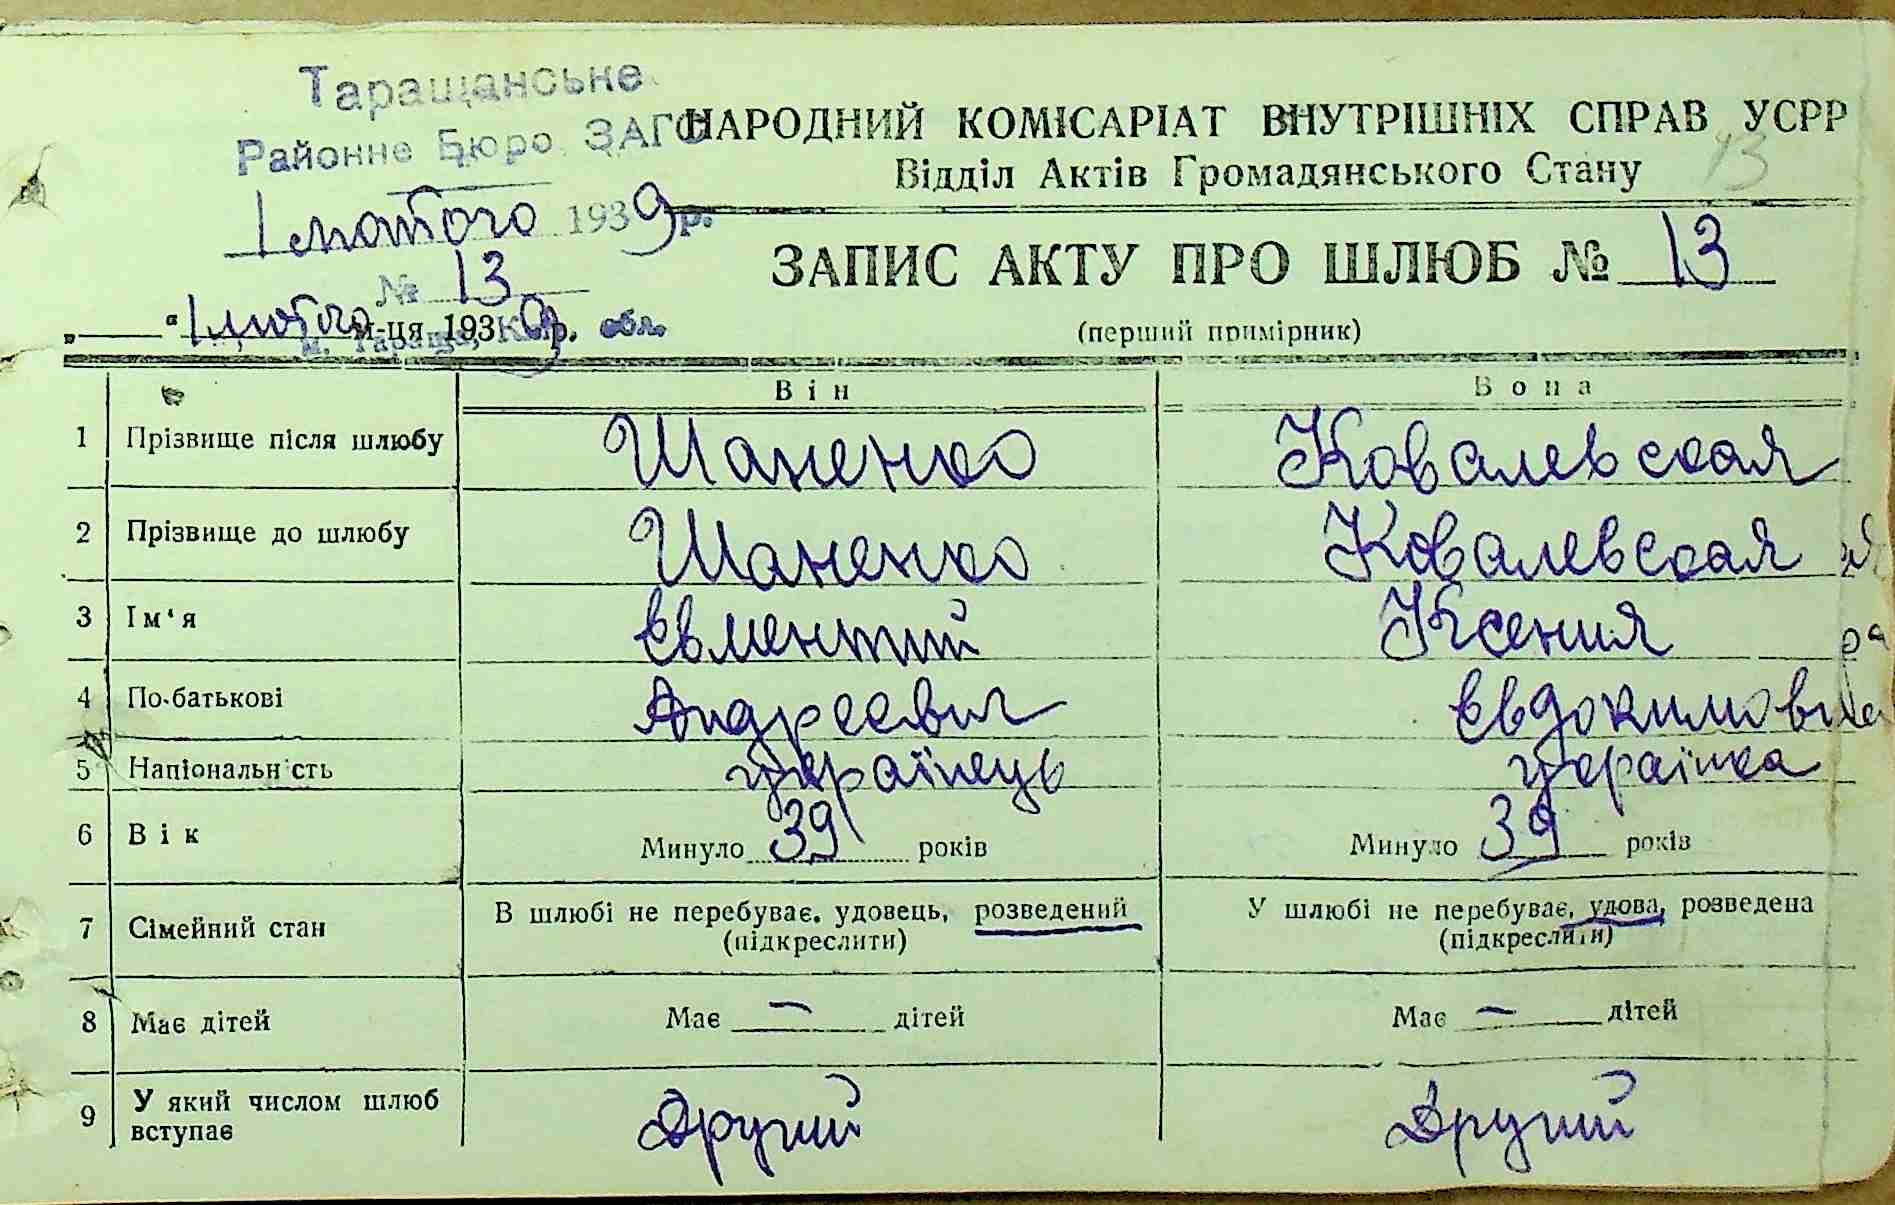 Таращанське
Районне Бюро ЗАГС
НАРОДНИЙ КОМІСАРІАТ ВНУТРІШНІХ СПРАВ УСРР
Відділ Актів Громадянського Стану
13
1 лютого 1939 р.
№ 13
ЗАПИС АКТУ ПРО ШЛЮБ № 13
(перший примірник)
„ “ 1 лютого м-ця 1939 р.
м. Тараща, обл.
Він Вона
1 Прізвище після шлюбу Шаненко Ковалевская
2 Прізвище до шлюбу Шаненко Ковалевская
3 Ім‘я Євментий Ксения
4 По-батькові Андреевич Євдокимовна
5 Національність українець українка
6 Вік Минуло 39 років Минуло 39 років
7 Сімейний стан В шлюбі не перебуває, удовець, розведений У шлюбі не перебуває, удова, розведена
(підкреслити) (підкреслити)
8 Має дітей Має — дітей Має — дітей
9 У який числом шлюб
вступає Другий Другий